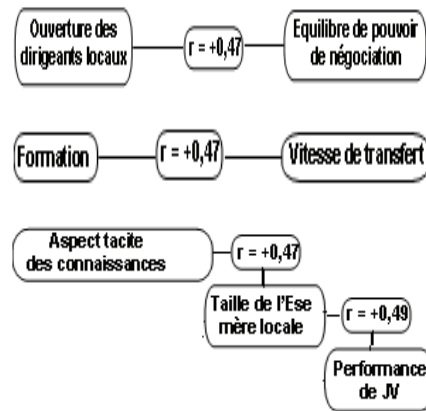 Ouverture des
dirigeants locaux
r = +0,47
Equilibre de pouvoir
de négociation
Formation
r = +0,47
Vitesse de transfert
Aspect tacite
des connaissances
r = +0,47
Taille de l'Ese
mère locale
r = +0,49
Performance
de JV